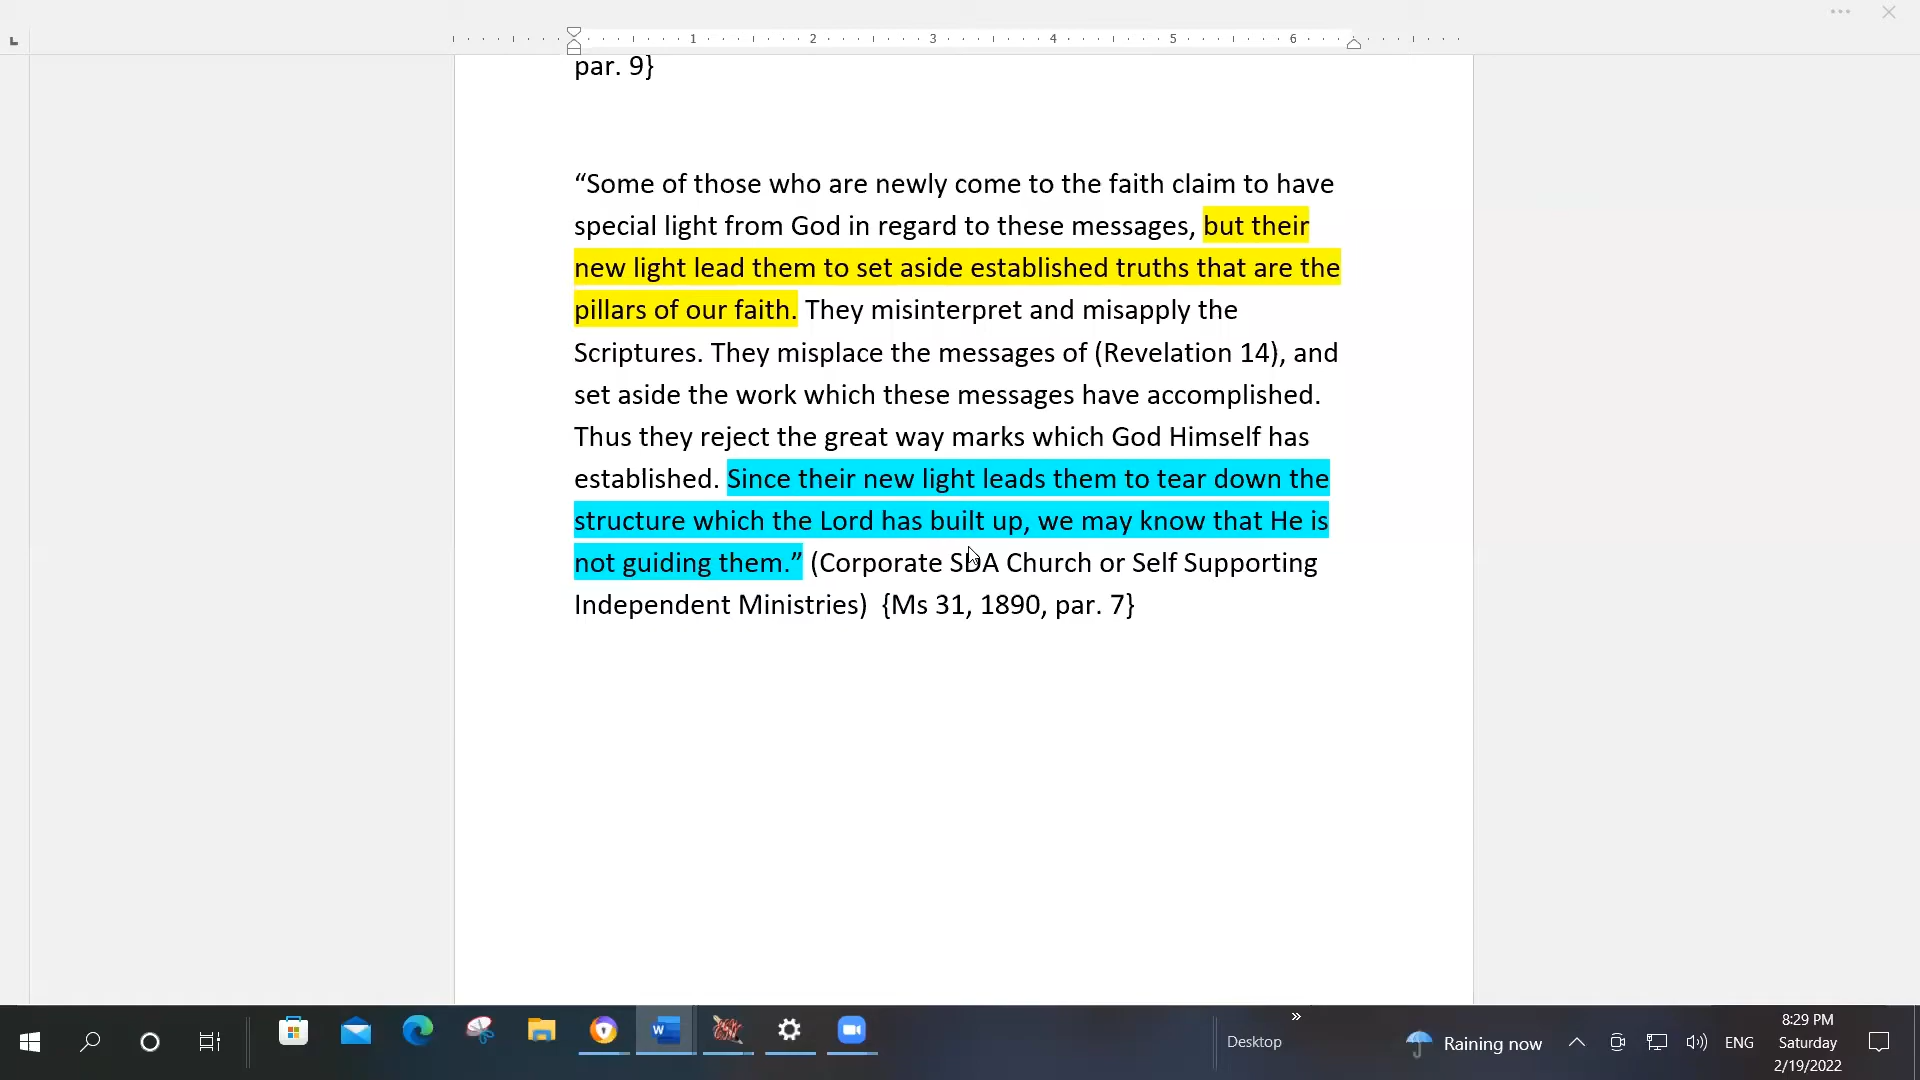 1 2 3 4 5 6
par. 9}
“Some of those who are newly come to the faith claim to have
special light from God in regard to these messages, but their
new light lead them to set aside established truths that are the
pillars of our faith. They misinterpret and misapply the
Scriptures. They misplace the messages of (Revelation 14), and
set aside the work which these messages have accomplished.
Thus they reject the great way marks which God Himself has
established. Since their new light leads them to tear down the
structure which the Lord has built up, we may know that He is
not guiding them.” (Corporate SDA Church or Self Supporting
Independent Ministries) {Ms 31, 1890, par. 7}
W
Desktop
»
Raining now
ENG
8:29 PM
Saturday
2/19/2022